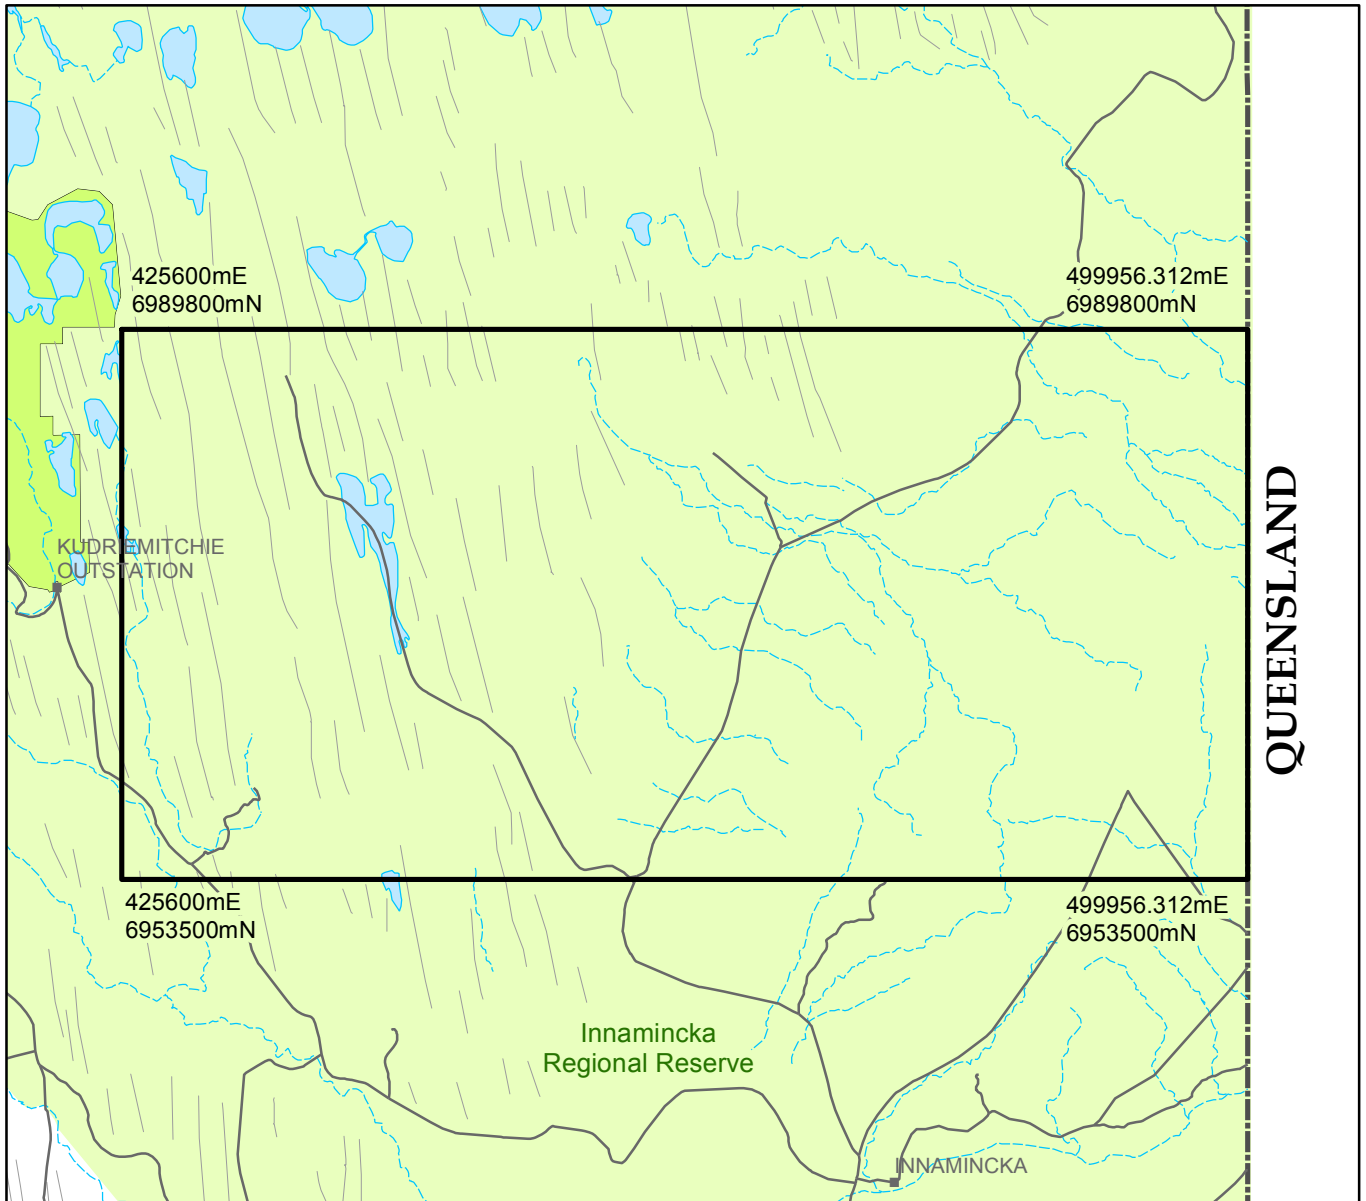 425600mE
6989800mN
499956.312mE
6989800mN
KUDRIEMITCHIE
OUTSTATION
QUEENSLAND
425600mE
6953500mN
499956.312mE
6953500mN
Innamincka
Regional Reserve
INNAMINCKA